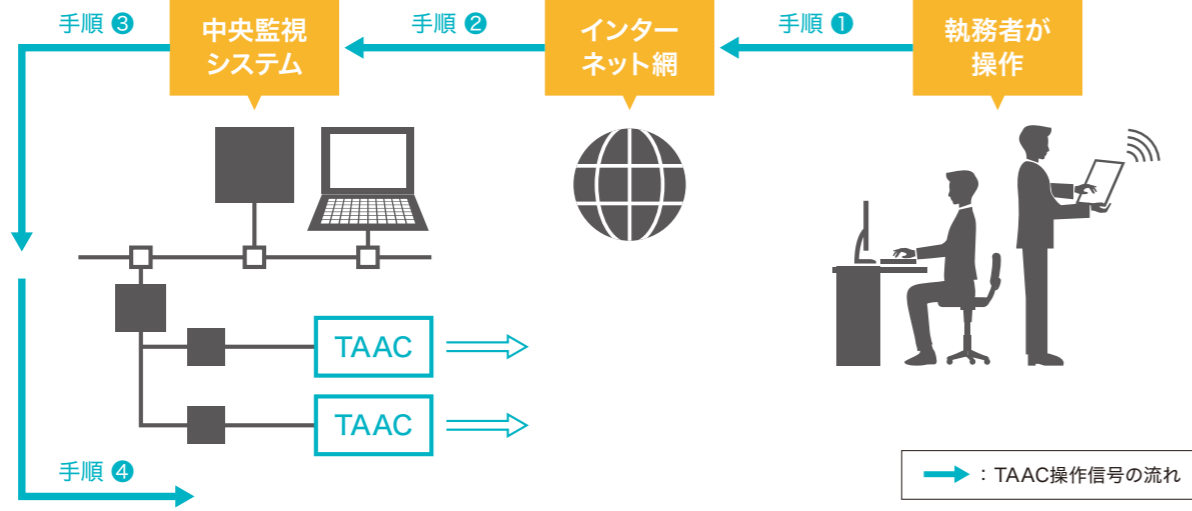 手順 ❸
中央監視
システム
手順 ❷
インター
ネット網
手順 ❶
執務者が
操作
TAAC
TAAC
手順 ❹
：TAAC操作信号の流れ